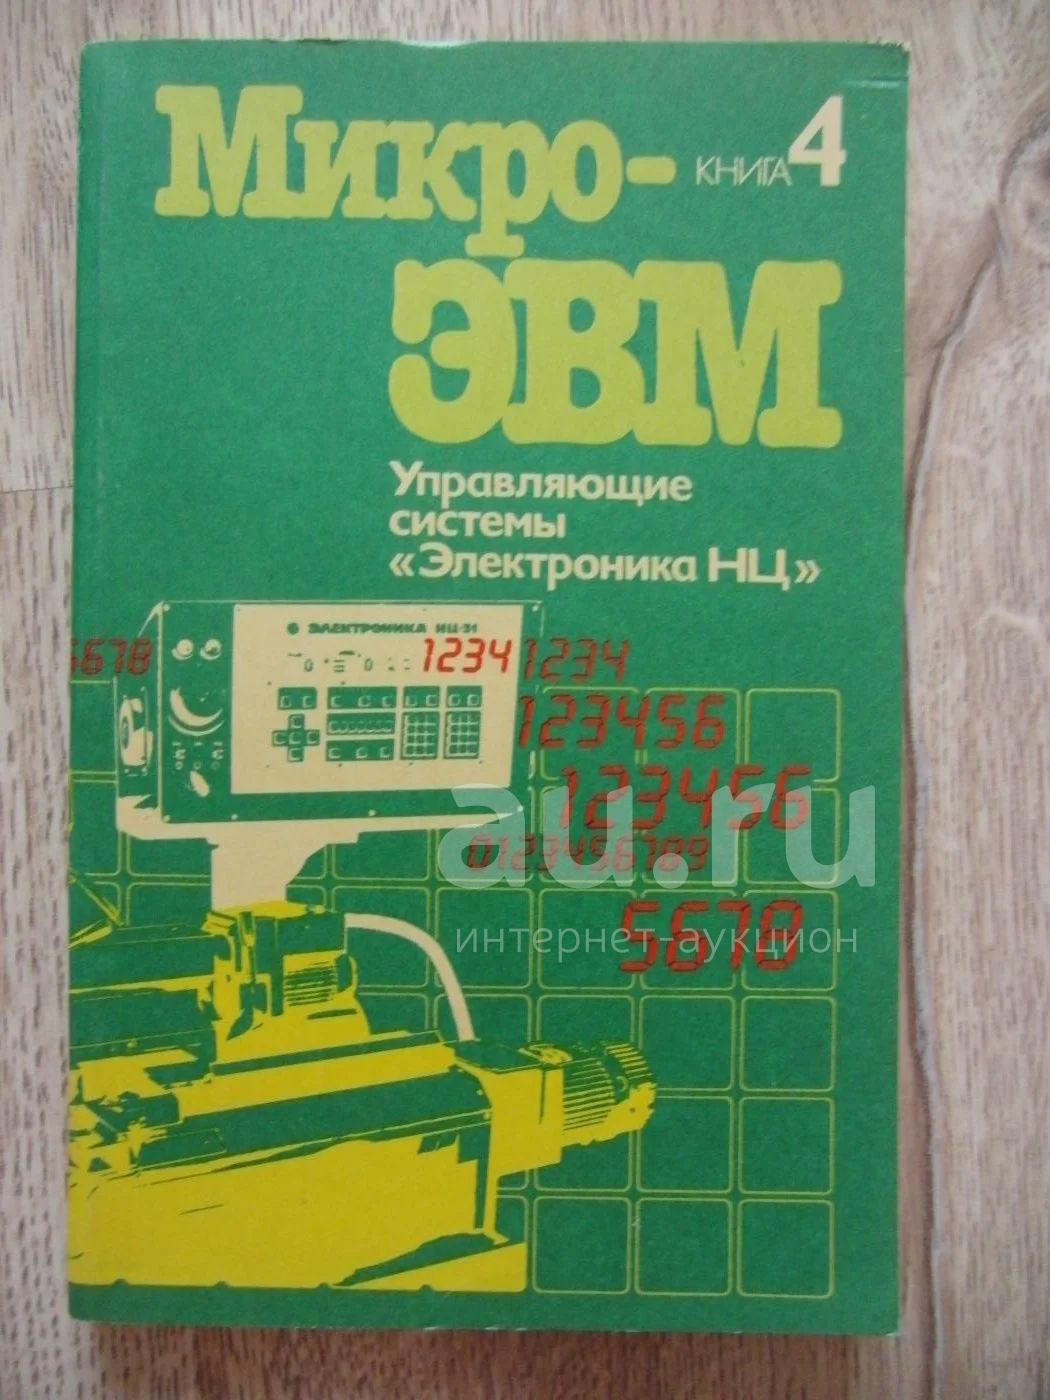 Микро-
КНИГА 4
ЭВМ
Управляющие
системы
«Электроника НЦ»
ЭЛЕКТРОНИКА НЦ-31
5678
1234
1234
123456
123456
0123456789
5678
au.ru
интернет-аукцион